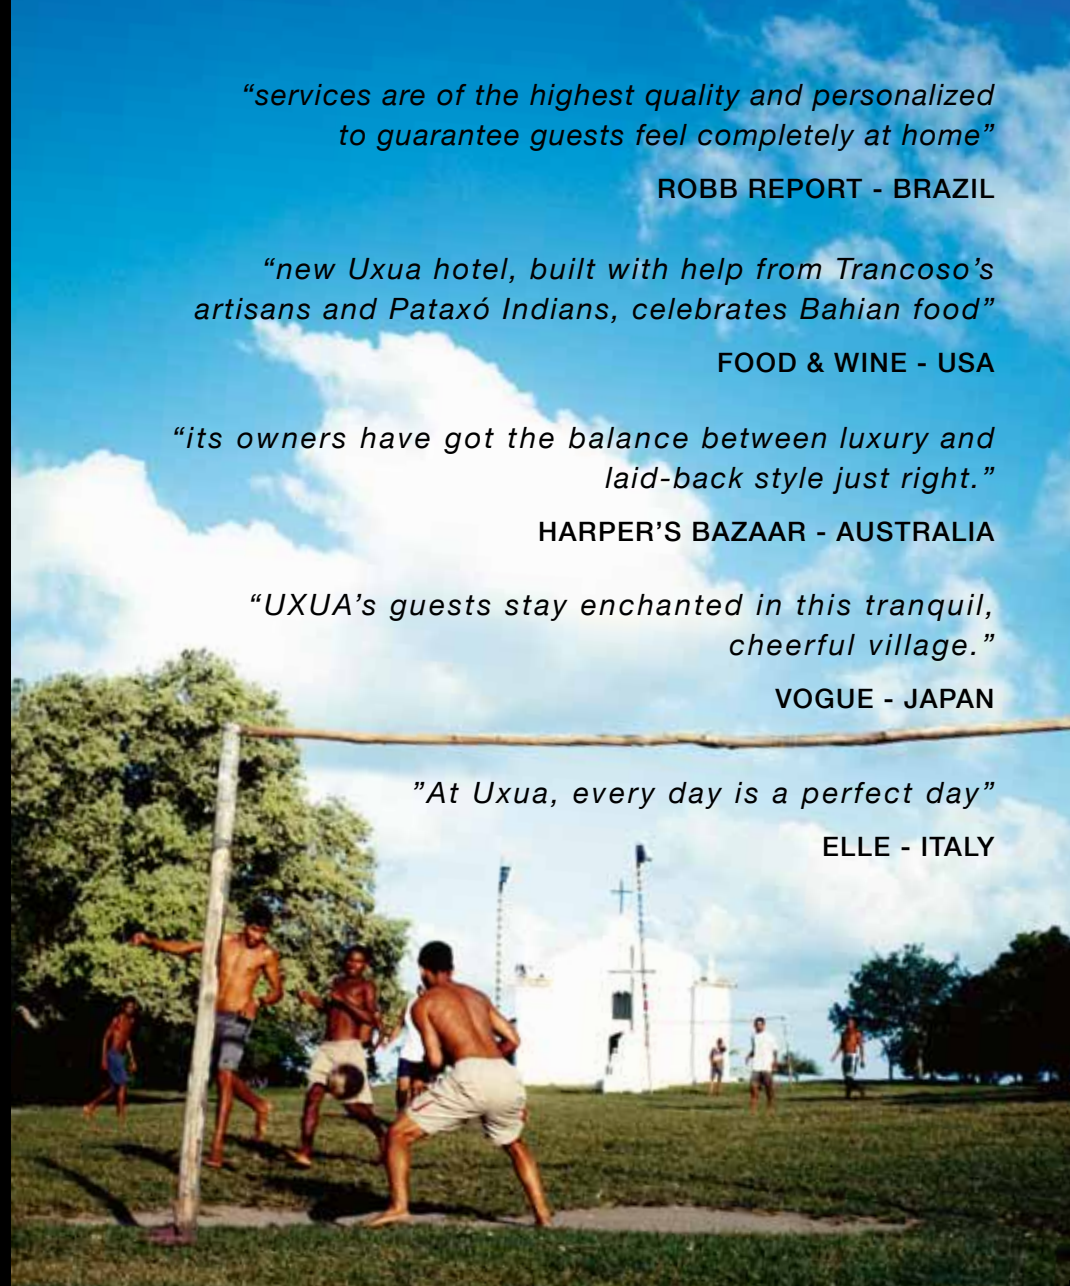 “services are of the highest quality and personalized
to guarantee guests feel completely at home”
ROBB REPORT - BRAZIL
“new Uxua hotel, built with help from Trancoso’s
artisans and Pataxó Indians, celebrates Bahian food”
FOOD & WINE - USA
“its owners have got the balance between luxury and
laid-back style just right.”
HARPER’S BAZAAR - AUSTRALIA
“UXUA’s guests stay enchanted in this tranquil,
cheerful village.”
VOGUE - JAPAN
”At Uxua, every day is a perfect day”
ELLE - ITALY